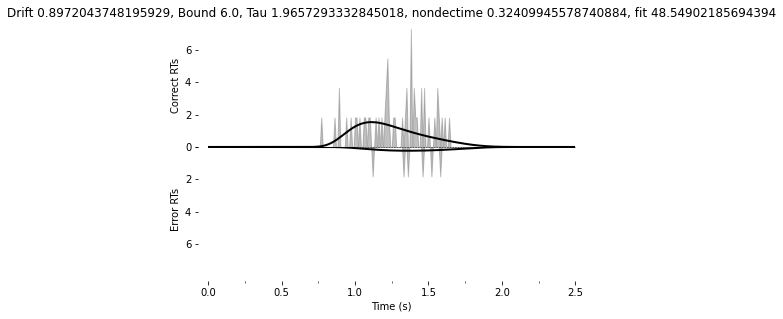 Drift 0.8972043748195929, Bound 6.0, Tau 1.9657293332845018, nondectime 0.32409945578740884, fit 48.54902185694394
6
4
2
0
2
4
6
Correct RTs
Error RTs
0.0 0.5 1.0 1.5 2.0 2.5
Time (s)